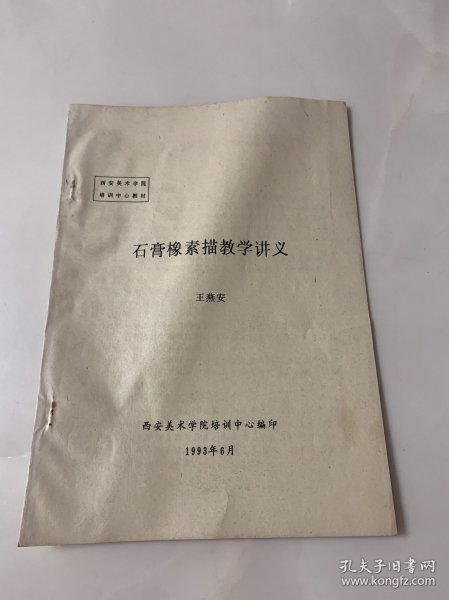 西安美术学院
培训中心教材
石膏橡素描教学讲义
王燕安
西安美术学院培训中心编印
1993年6月
孔夫子旧书网
www.kongfz.com